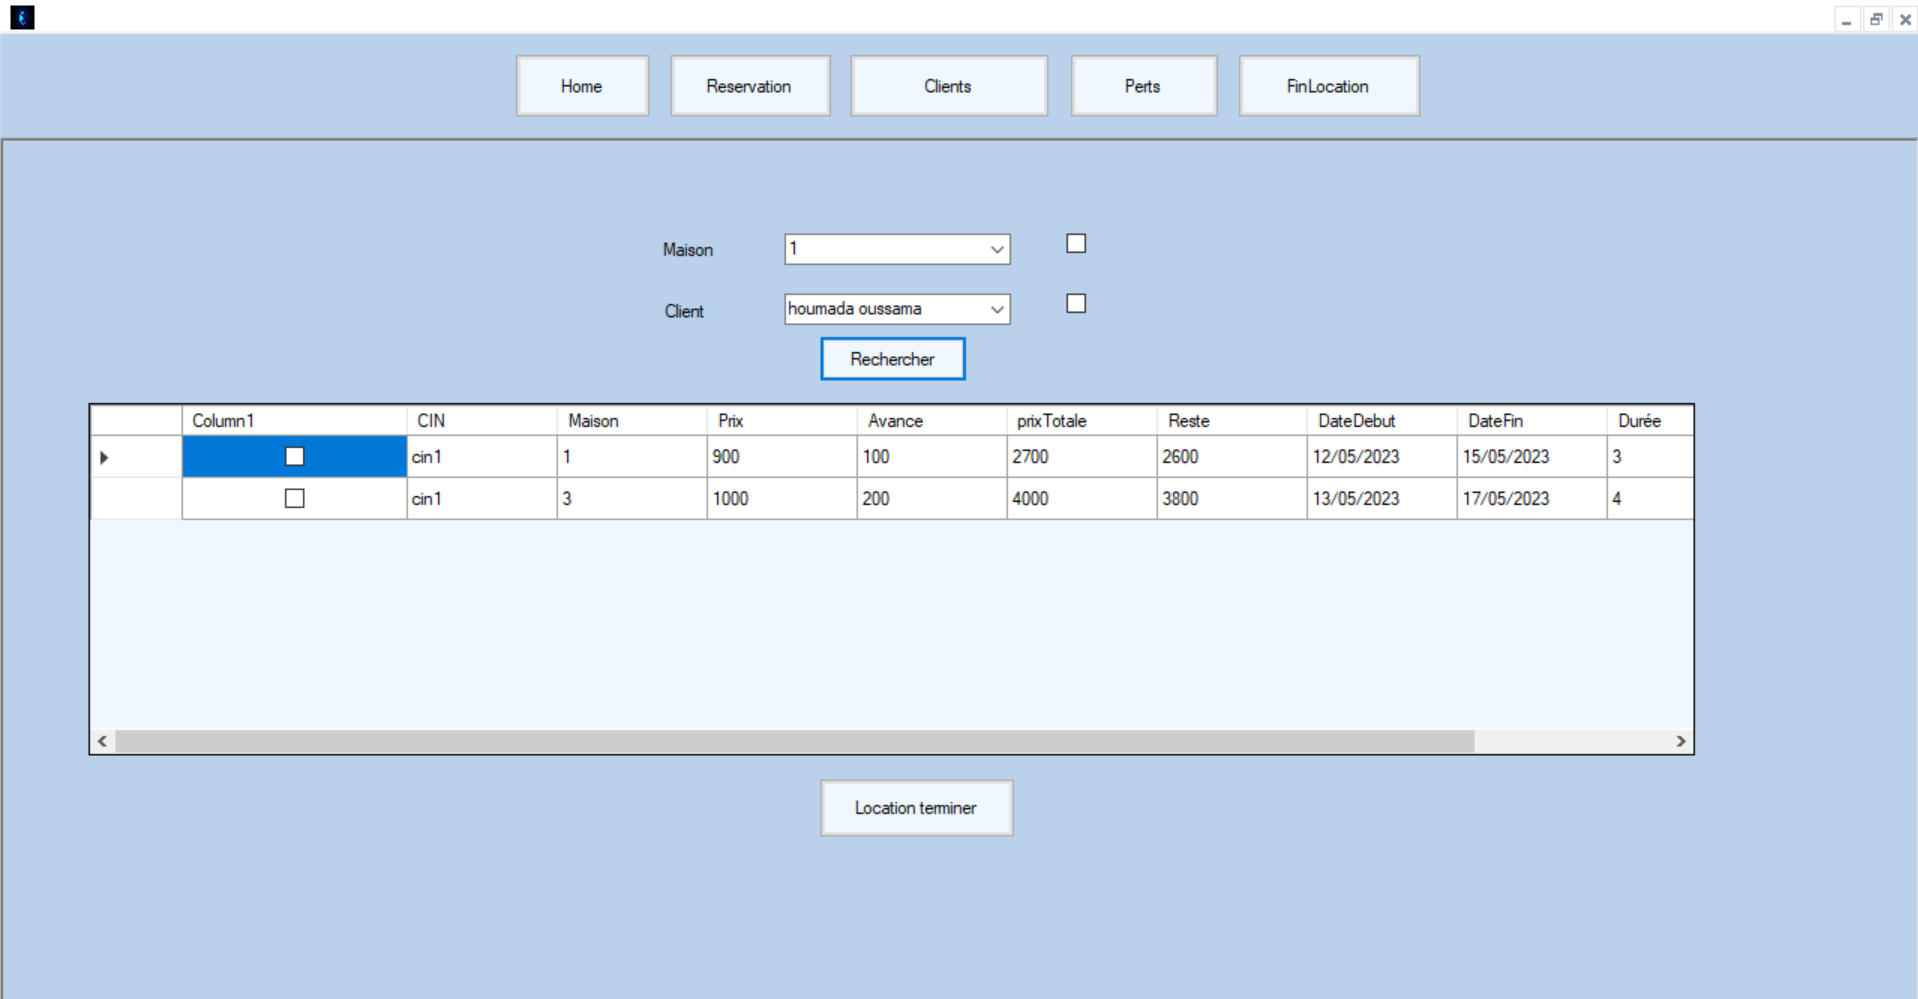 Home Reservation Clients Perts FinLocation
Maison 1
Client houmada oussama
Rechercher
Column1 CIN Maison Prix Avance prixTotale Reste DateDebut DateFin Durée
cin1 1 900 100 2700 2600 12/05/2023 15/05/2023 3
cin1 3 1000 200 4000 3800 13/05/2023 17/05/2023 4
Location terminer